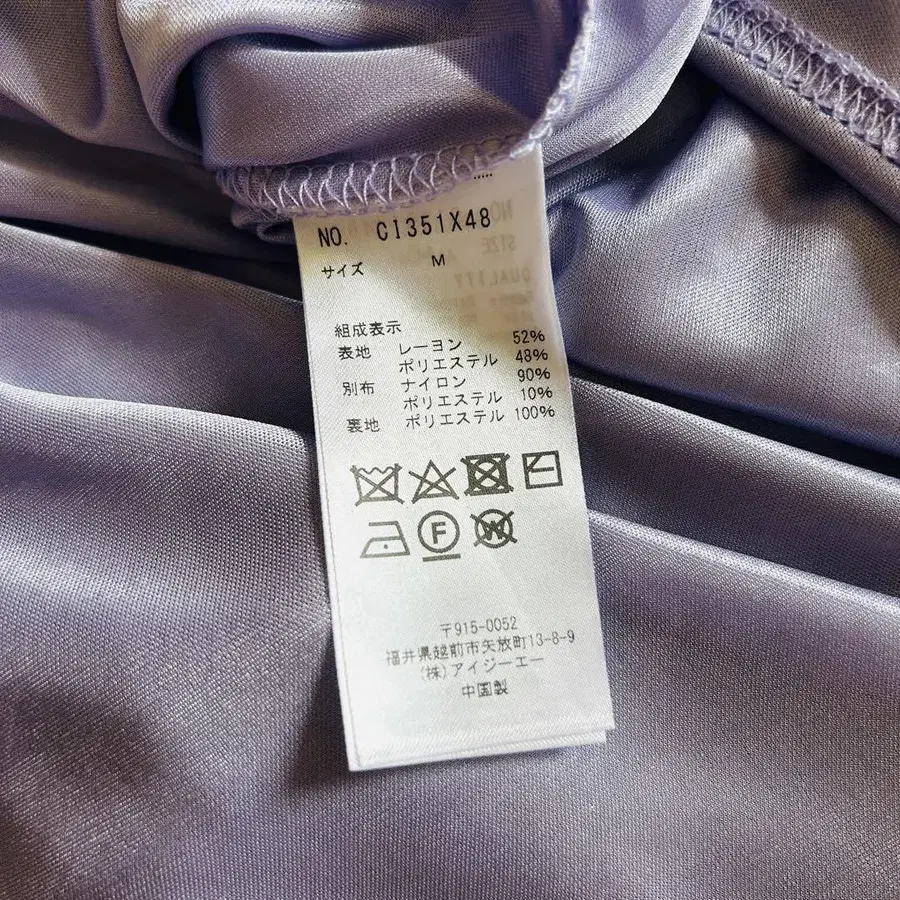 NO. C1351X48
サイズ M
組成表示
表地 レーヨン 52%
ポリエステル 48%
別布 ナイロン 90%
ポリエステル 10%
裏地 ポリエステル 100%
F
W
〒915-0052
福井県越前市矢放町13-8-9
(株)アイジーエー
中国製